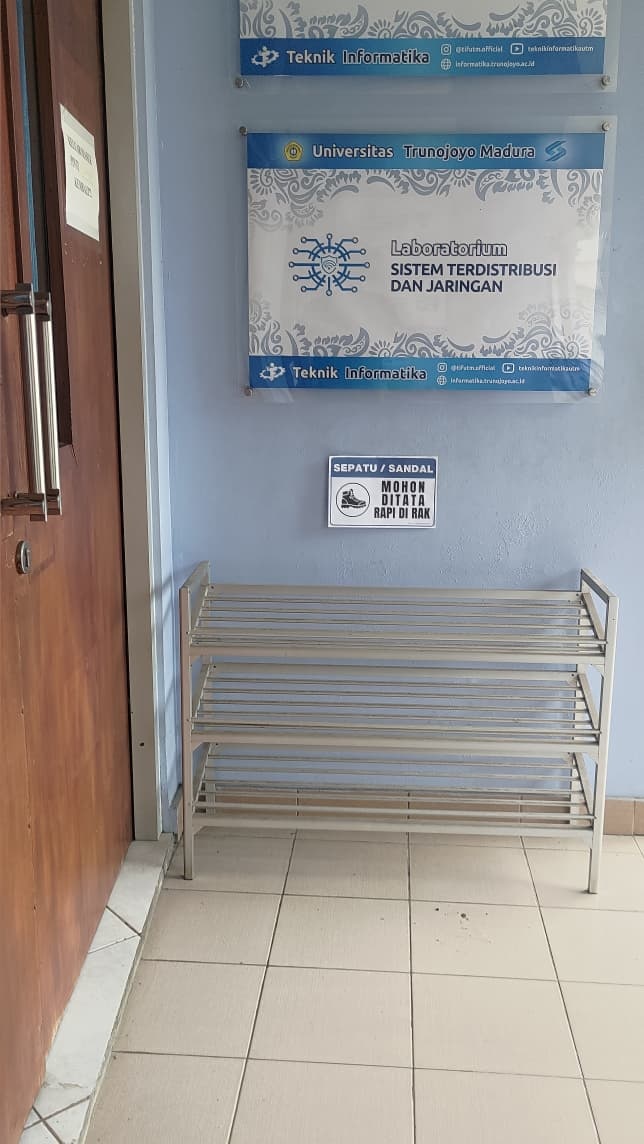 Teknik Informatika
@tifutm.official teknikinformatikautm
informatika.trunojoyo.ac.id
Universitas Trunojoyo Madura
Laboratorium
SISTEM TERDISTRIBUSI
DAN JARINGAN
Teknik Informatika
@tifutm.official teknikinformatikautm
informatika.trunojoyo.ac.id
SEPATU / SANDAL
MOHON
DITATA
RAPI DI RAK